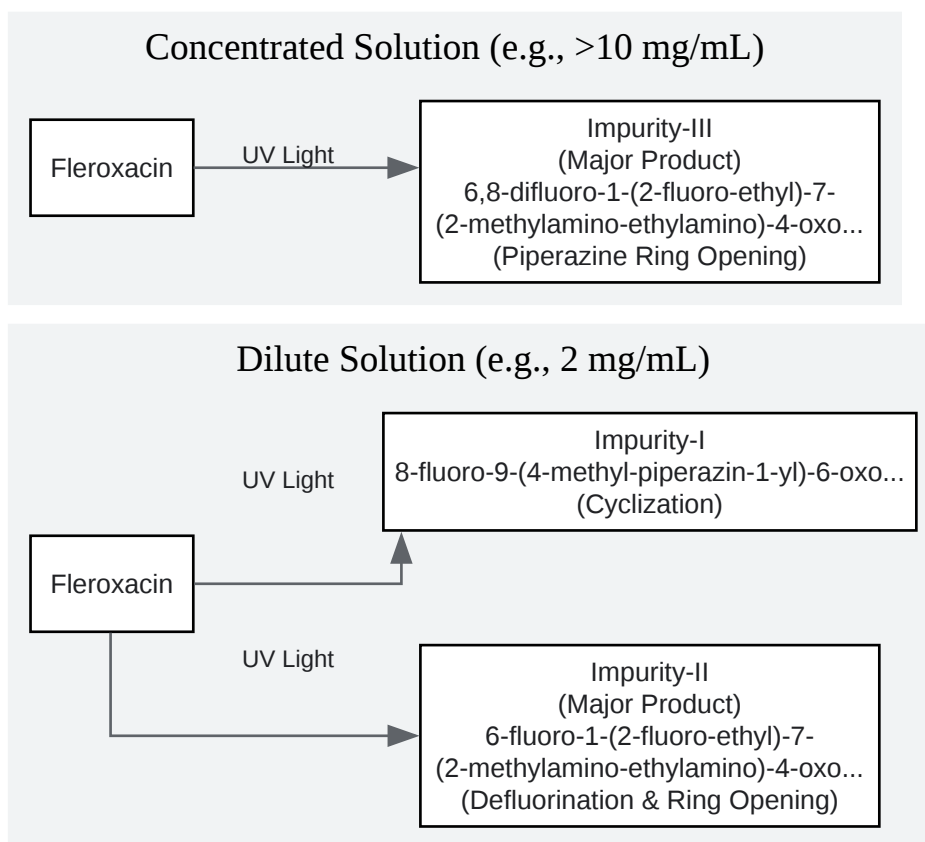 Concentrated Solution (e.g., >10 mg/mL)
Fleroxacin
UV Light
Impurity-III
(Major Product)
6,8-difluoro-1-(2-fluoro-ethyl)-7-
(2-methylamino-ethylamino)-4-oxo...
(Piperazine Ring Opening)
Dilute Solution (e.g., 2 mg/mL)
UV Light
Impurity-I
8-fluoro-9-(4-methyl-piperazin-1-yl)-6-oxo...
(Cyclization)
Fleroxacin
UV Light
Impurity-II
(Major Product)
6-fluoro-1-(2-fluoro-ethyl)-7-
(2-methylamino-ethylamino)-4-oxo...
(Defluorination & Ring Opening)